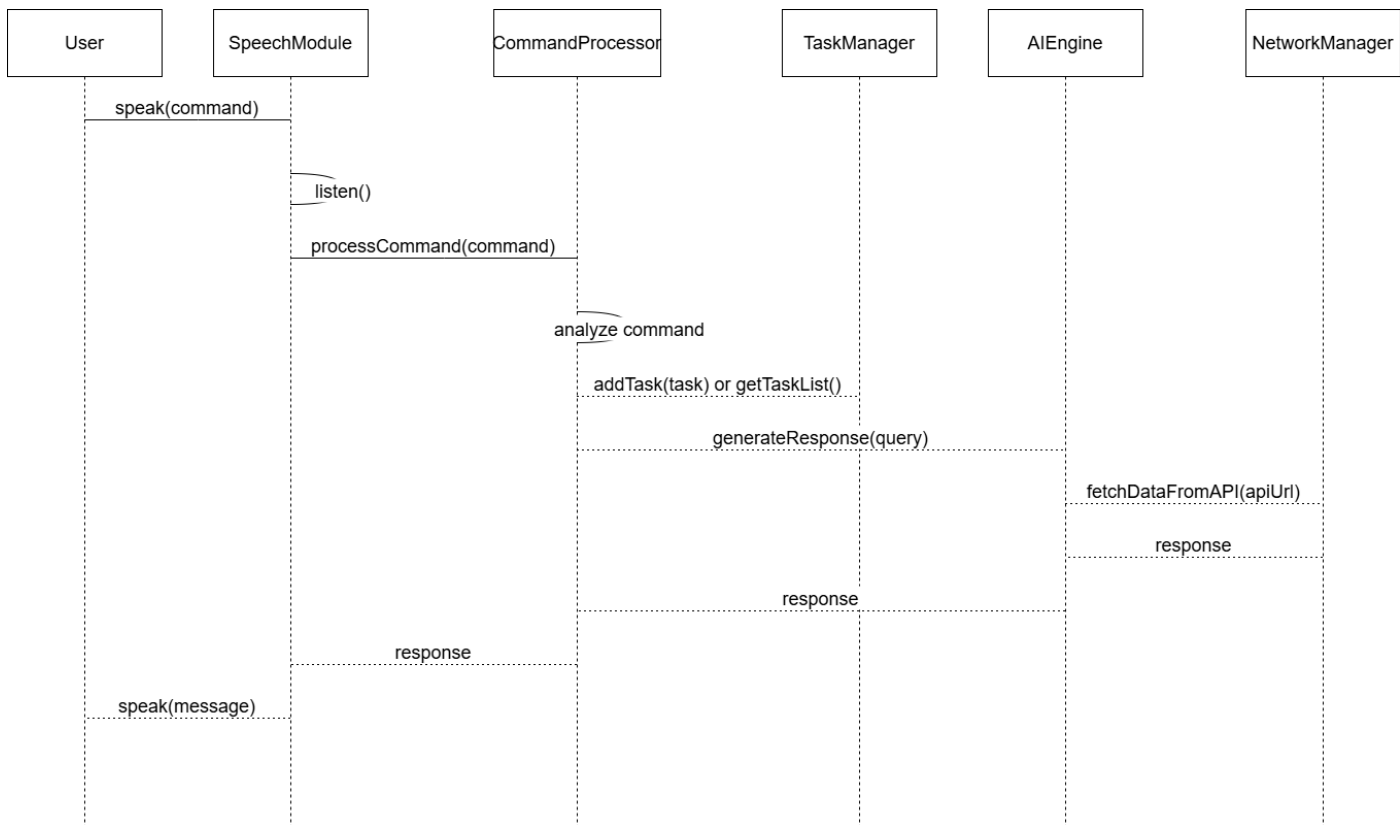 User
SpeechModule
CommandProcessor
TaskManager
AIEngine
NetworkManager
speak(command)
listen()
processCommand(command)
analyze command
addTask(task) or getTaskList()
generateResponse(query)
fetchDataFromAPI(apiUrl)
response
response
response
speak(message)